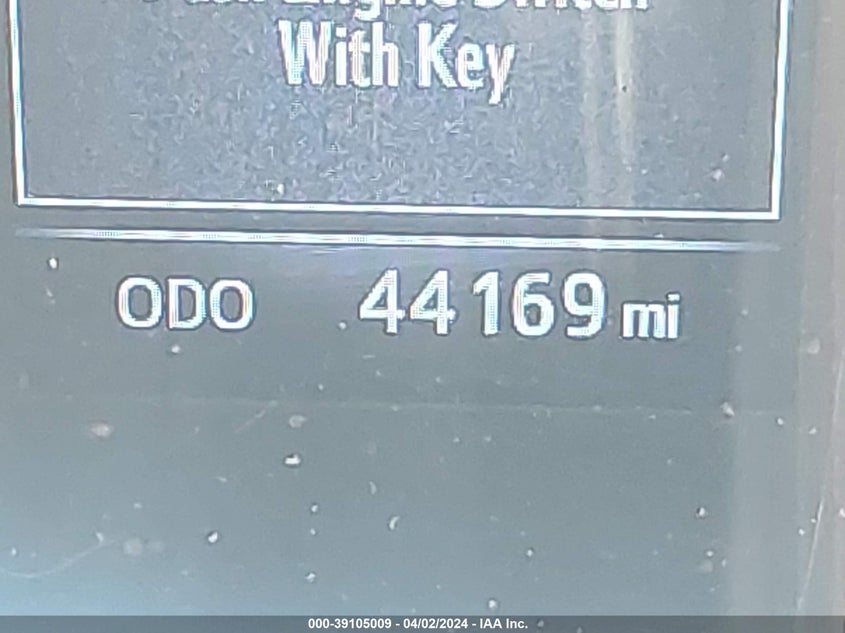 With Key
ODO 44169 mi
000-39105009 - 04/02/2024 - IAA Inc.